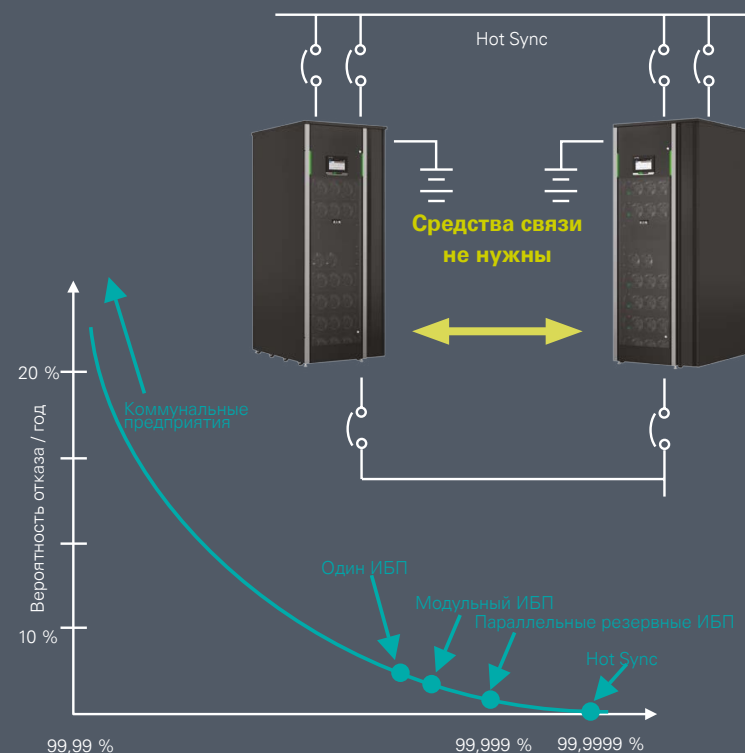 Hot Sync
Средства связи
не нужны
20 %
Коммунальные
предприятия
Вероятность отказа / год
Один ИБП
Модульный ИБП
Параллельные резервные ИБП
10 %
Hot Sync
99,99 %
99,999 %
99,9999 %